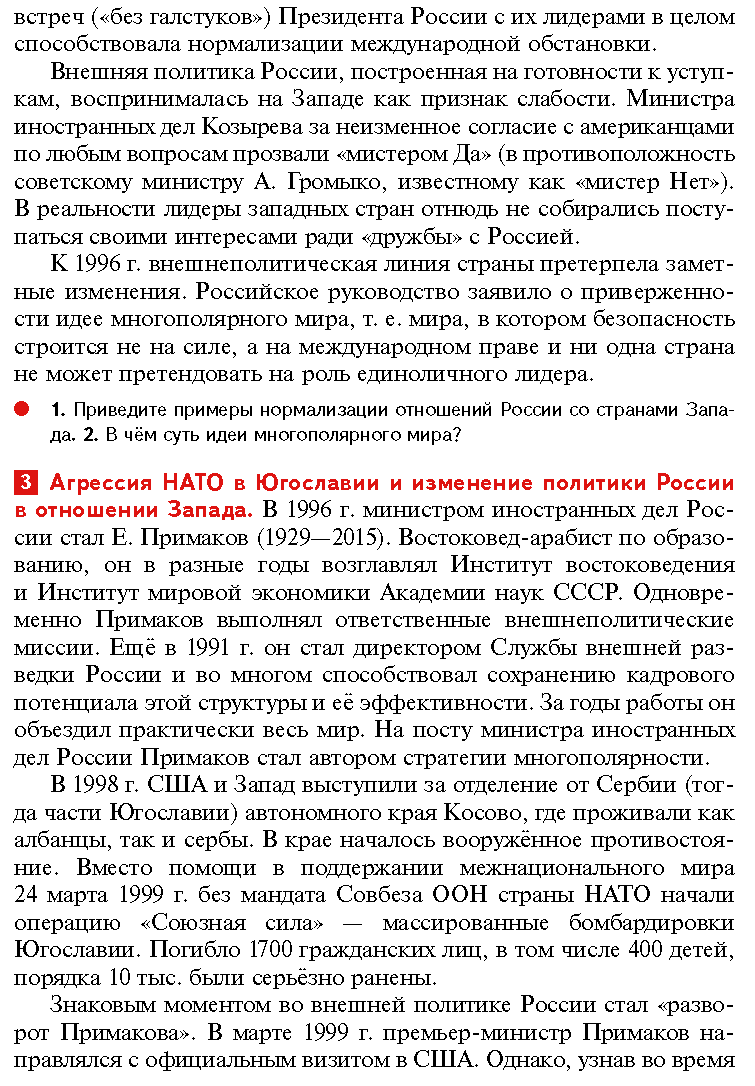 встреч («без галстуков») Президента России с их лидерами в целом
способствовала нормализации международной обстановки.
Внешняя политика России, построенная на готовности к уступ-
кам, воспринималась на Западе как признак слабости. Министра
иностранных дел Козырева за неизменное согласие с американцами
по любым вопросам прозвали «мистером Да» (в противоположность
советскому министру А. Громыко, известному как «мистер Нет»).
В реальности лидеры западных стран отнюдь не собирались посту-
паться своими интересами ради «дружбы» с Россией.
К 1996 г. внешнеполитическая линия страны претерпела замет-
ные изменения. Российское руководство заявило о приверженно-
сти идее многополярного мира, т. е. мира, в котором безопасность
строится не на силе, а на международном праве и ни одна страна
не может претендовать на роль единоличного лидера.
1. Приведите примеры нормализации отношений России со странами Запа-
да. 2. В чём суть идеи многополярного мира?
3 Агрессия НАТО в Югославии и изменение политики России
в отношении Запада. В 1996 г. министром иностранных дел Рос-
сии стал Е. Примаков (1929—2015). Востоковед-арабист по образо-
ванию, он в разные годы возглавлял Институт востоковедения
и Институт мировой экономики Академии наук СССР. Одновре-
менно Примаков выполнял ответственные внешнеполитические
миссии. Ещё в 1991 г. он стал директором Службы внешней раз-
ведки России и во многом способствовал сохранению кадрового
потенциала этой структуры и её эффективности. За годы работы он
объездил практически весь мир. На посту министра иностранных
дел России Примаков стал автором стратегии многополярности.
В 1998 г. США и Запад выступили за отделение от Сербии (тог-
да части Югославии) автономного края Косово, где проживали как
албанцы, так и сербы. В крае началось вооружённое противостоя-
ние. Вместо помощи в поддержании межнационального мира
24 марта 1999 г. без мандата Совбеза ООН страны НАТО начали
операцию «Союзная сила» — массированные бомбардировки
Югославии. Погибло 1700 гражданских лиц, в том числе 400 детей,
порядка 10 тыс. были серьёзно ранены.
Знаковым моментом во внешней политике России стал «разво-
рот Примакова». В марте 1999 г. премьер-министр Примаков на-
правлялся с официальным визитом в США. Однако, узнав во время